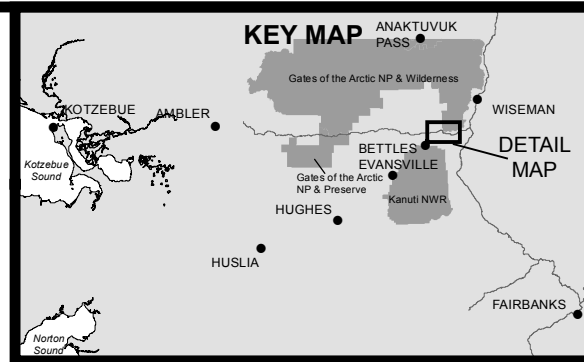 ANAKTUVUK
PASS
KEY MAP
Gates of the Arctic NP & Wilderness
KOTZEBUE
AMBLER
WISEMAN
Kotzebue
Sound
BETTLES
EVANSVILLE
DETAIL
MAP
Gates of the Arctic
NP & Preserve
Kanuti NWR
HUGHES
HUSLIA
FAIRBANKS
Norton
Sound